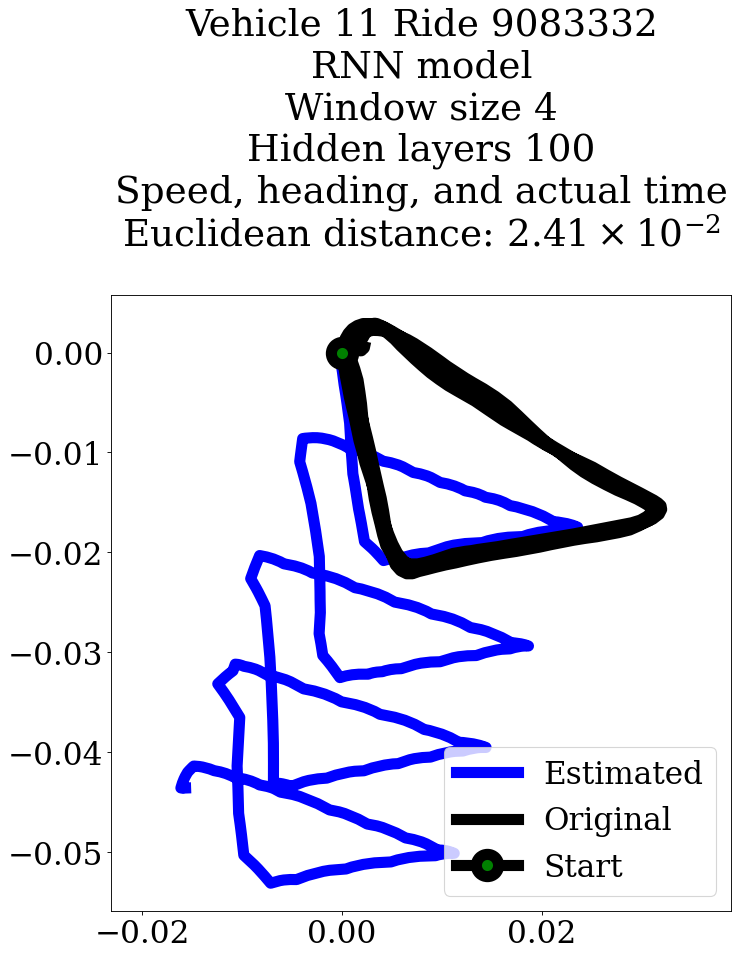 Vehicle 11 Ride 9083332
RNN model
Window size 4
Hidden layers 100
Speed, heading, and actual time
Euclidean distance: 2.41 × 10⁻²
0.00
−0.01
−0.02
−0.03
−0.04
−0.05
−0.02 0.00 0.02
Estimated
Original
Start